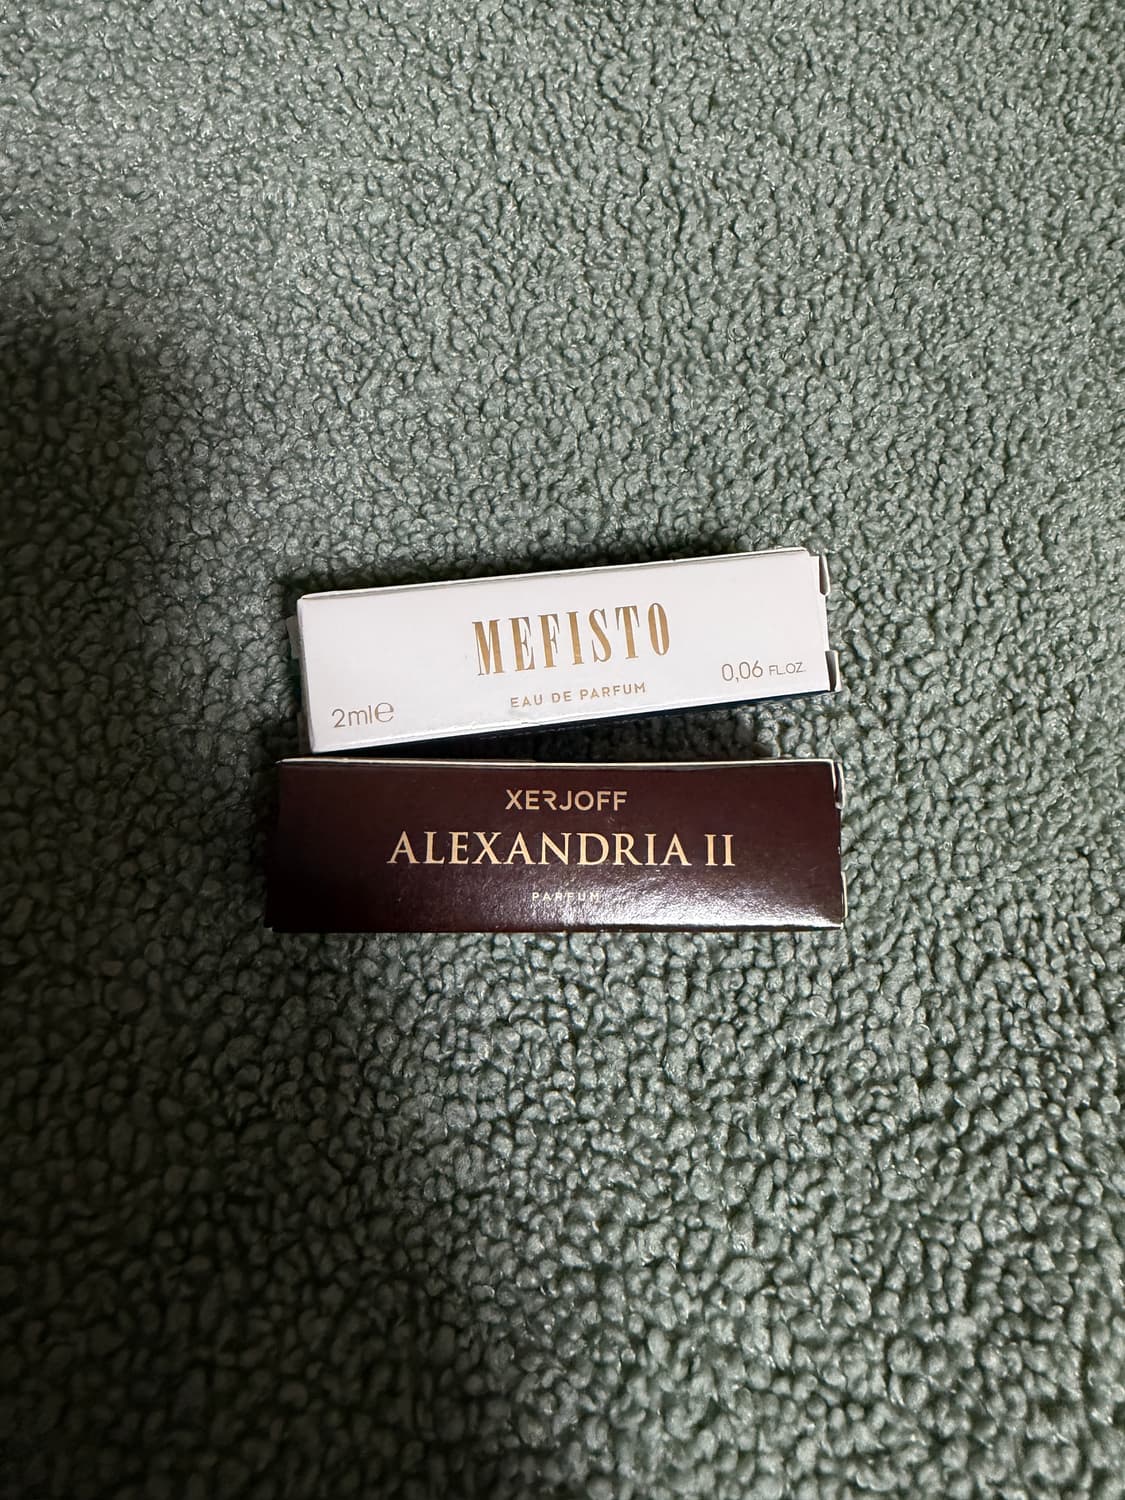 MEFISTO
EAU DE PARFUM
2ml℮
0,06 FL.OZ.
XERJOFF
ALEXANDRIA II
PARFUM